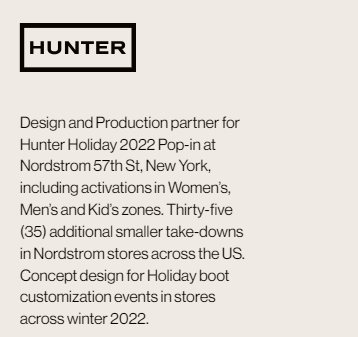 HUNTER
Design and Production partner for
Hunter Holiday 2022 Pop-in at
Nordstrom 57th St, New York,
including activations in Women's,
Men's and Kid's zones. Thirty-five
(35) additional smaller take-downs
in Nordstrom stores across the US.
Concept design for Holiday boot
customization events in stores
across winter 2022.